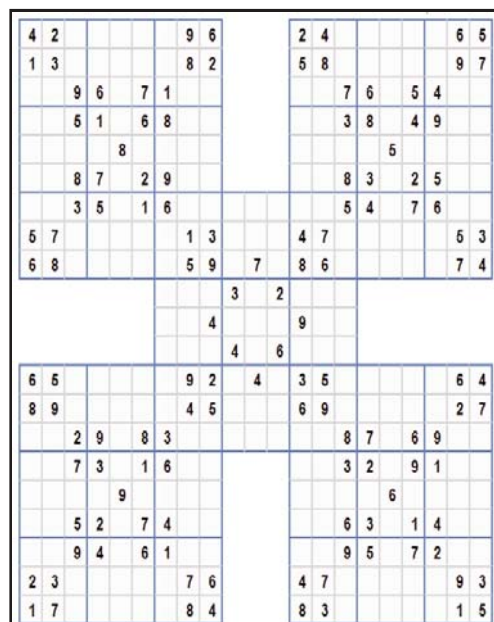 4 2 9 6 2 4 6 5
1 3 8 2 5 8 9 7
9 6 7 1 7 6 5 4
5 1 6 8 3 8 4 9
8 5
8 7 2 9 8 3 2 5
3 5 1 6 5 4 7 6
5 7 1 3 4 7 5 3
6 8 5 9 7 8 6 7 4
3 2
4 9
4 6
6 5 9 2 4 3 5 6 4
8 9 4 5 6 9 2 7
2 9 8 3 8 7 6 9
7 3 1 6 3 2 9 1
9 6
5 2 7 4 6 3 1 4
9 4 6 1 9 5 7 2
2 3 7 6 4 7 9 3
1 7 8 4 8 3 1 5